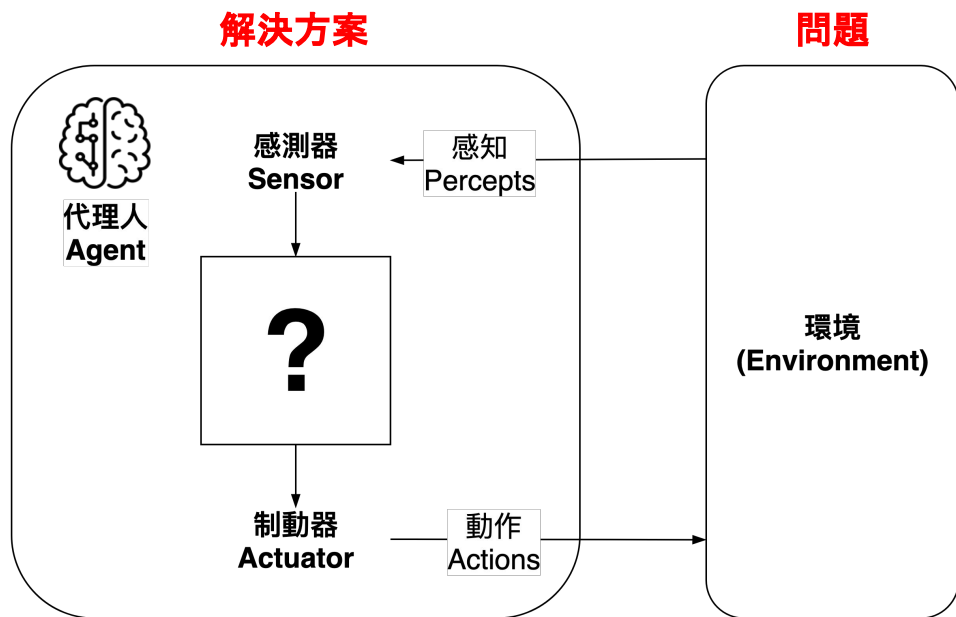 解決方案
問題
代理人
Agent
感測器
Sensor
感知
Percepts
?
制動器
Actuator
動作
Actions
環境
(Environment)